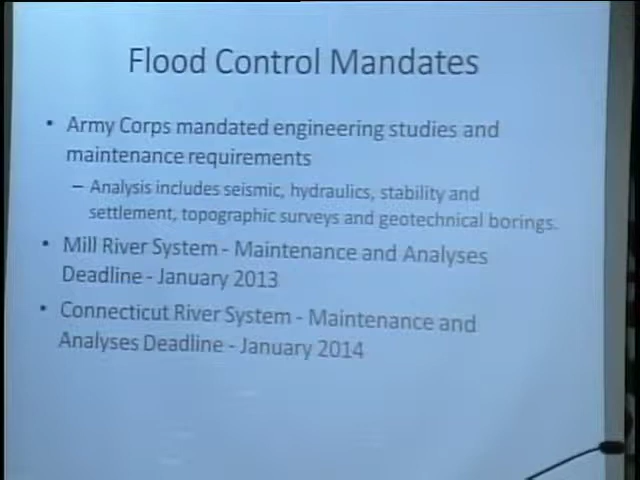 Flood Control Mandates
• Army Corps mandated engineering studies and
maintenance requirements
– Analysis includes seismic, hydraulics, stability and
settlement, topographic surveys and geotechnical borings.
• Mill River System - Maintenance and Analyses
Deadline - January 2013
• Connecticut River System - Maintenance and
Analyses Deadline - January 2014